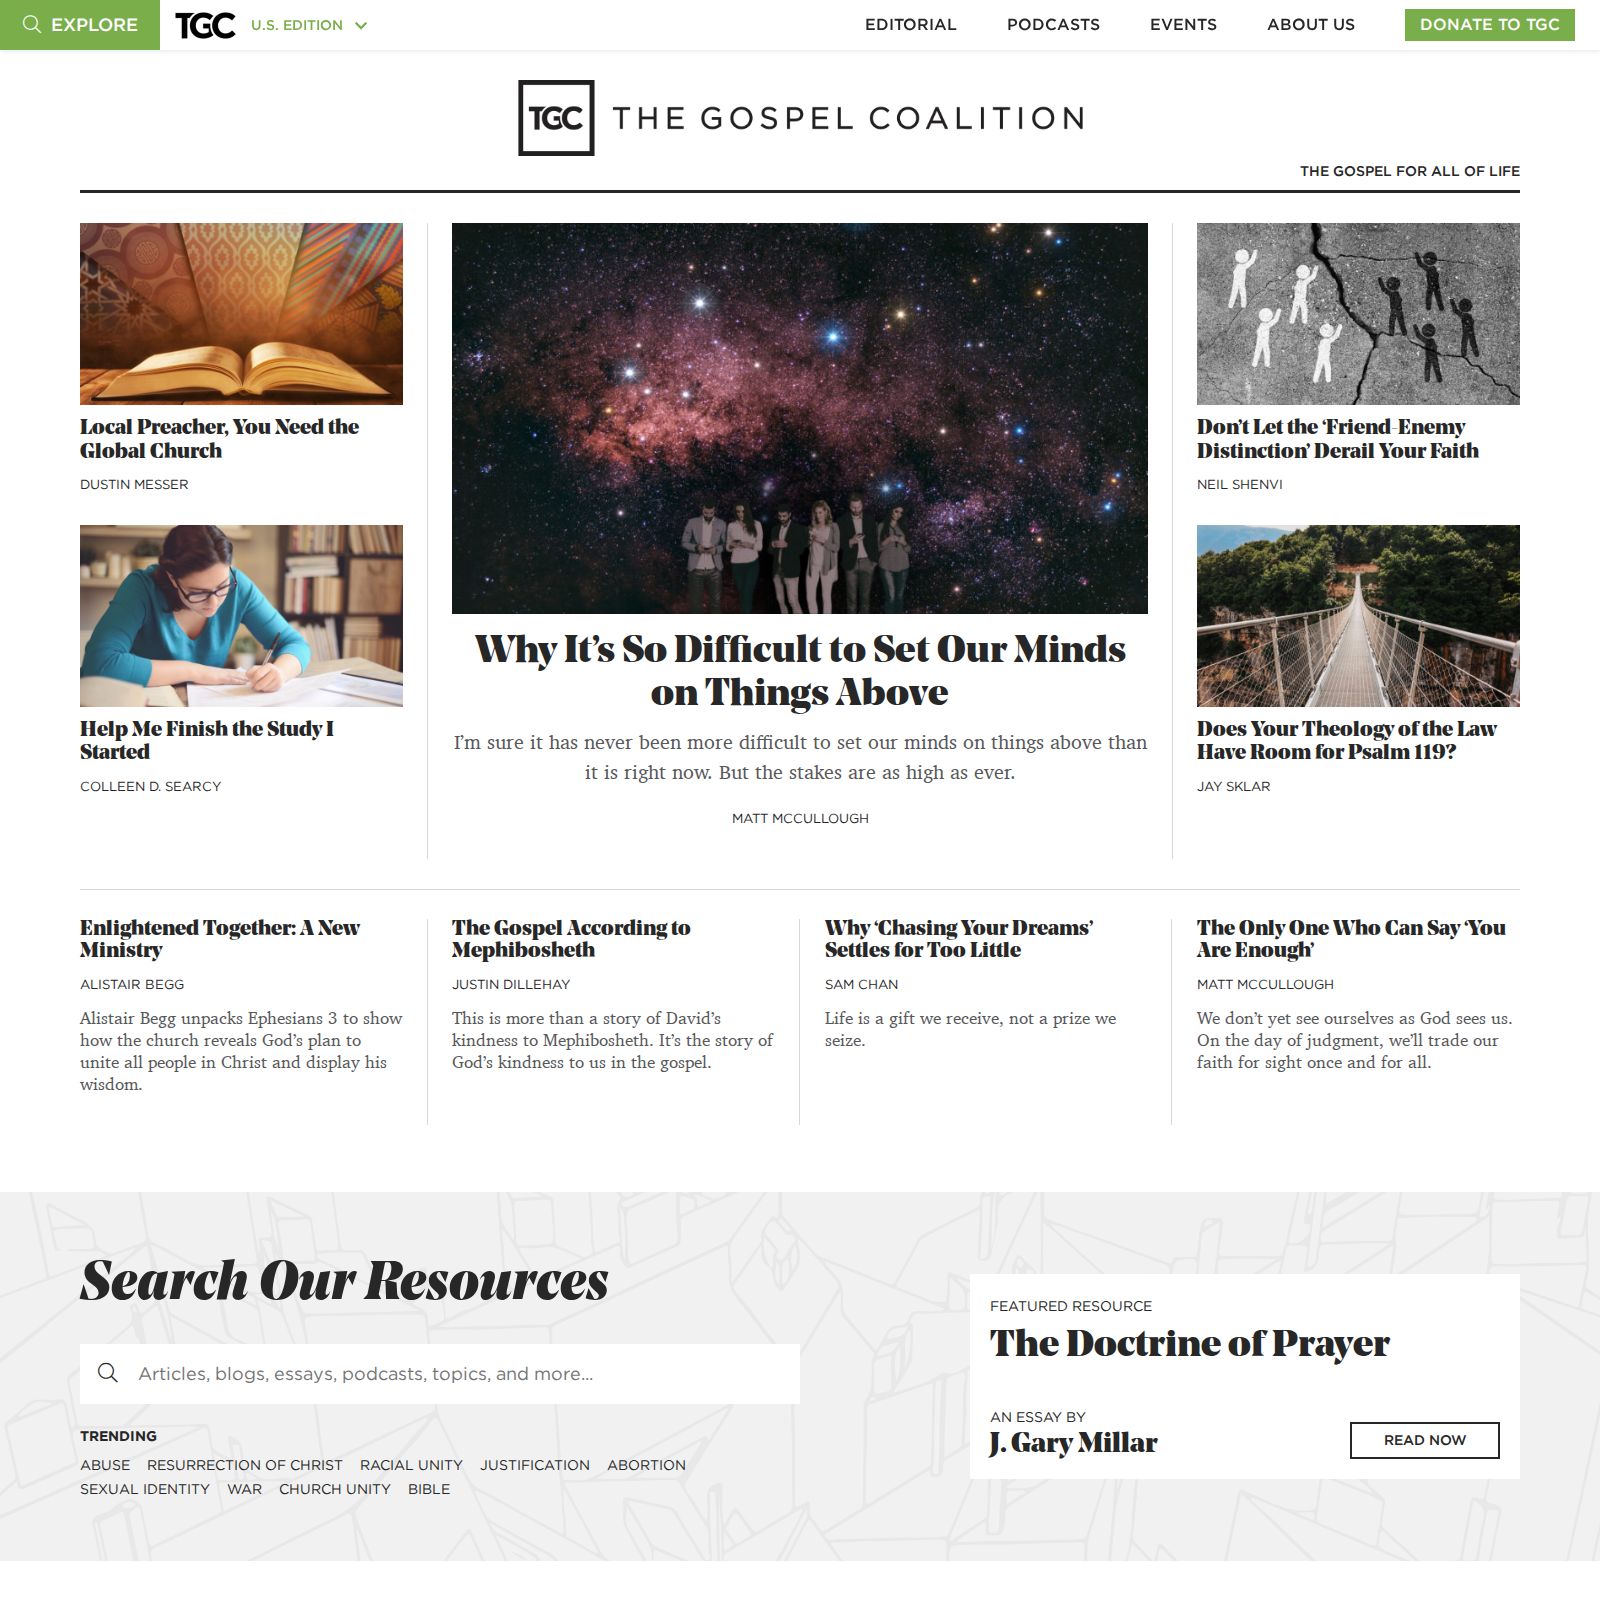 EXPLORE
TGC
U.S. EDITION
EDITORIAL
PODCASTS
EVENTS
ABOUT US
DONATE TO TGC
TGC THE GOSPEL COALITION
THE GOSPEL FOR ALL OF LIFE
Local Preacher, You Need the
Global Church
DUSTIN MESSER
Help Me Finish the Study I
Started
COLLEEN D. SEARCY
Why It’s So Difficult to Set Our Minds
on Things Above
I’m sure it has never been more difficult to set our minds on things above than
it is right now. But the stakes are as high as ever.
MATT MCCULLOUGH
Don’t Let the ‘Friend-Enemy
Distinction’ Derail Your Faith
NEIL SHENVI
Does Your Theology of the Law
Have Room for Psalm 119?
JAY SKLAR
Enlightened Together: A New
Ministry
ALISTAIR BEGG
Alistair Begg unpacks Ephesians 3 to show
how the church reveals God’s plan to
unite all people in Christ and display his
wisdom.
The Gospel According to
Mephibosheth
JUSTIN DILLEHAY
This is more than a story of David’s
kindness to Mephibosheth. It’s the story of
God’s kindness to us in the gospel.
Why ‘Chasing Your Dreams’
Settles for Too Little
SAM CHAN
Life is a gift we receive, not a prize we
seize.
The Only One Who Can Say ‘You
Are Enough’
MATT MCCULLOUGH
We don’t yet see ourselves as God sees us.
On the day of judgment, we’ll trade our
faith for sight once and for all.
Search Our Resources
Articles, blogs, essays, podcasts, topics, and more...
TRENDING
ABUSE RESURRECTION OF CHRIST RACIAL UNITY JUSTIFICATION ABORTION
SEXUAL IDENTITY WAR CHURCH UNITY BIBLE
FEATURED RESOURCE
The Doctrine of Prayer
AN ESSAY BY
J. Gary Millar
READ NOW